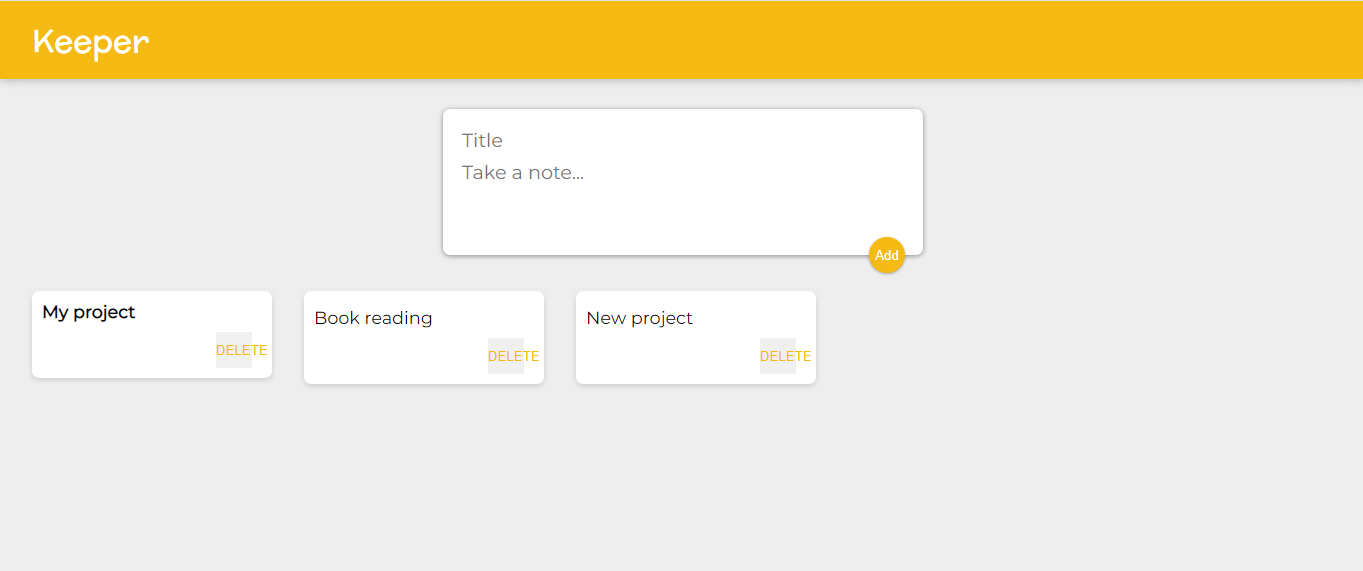 Keeper
Title
Take a note...
Add
My project
DELETE
Book reading
DELETE
New project
DELETE